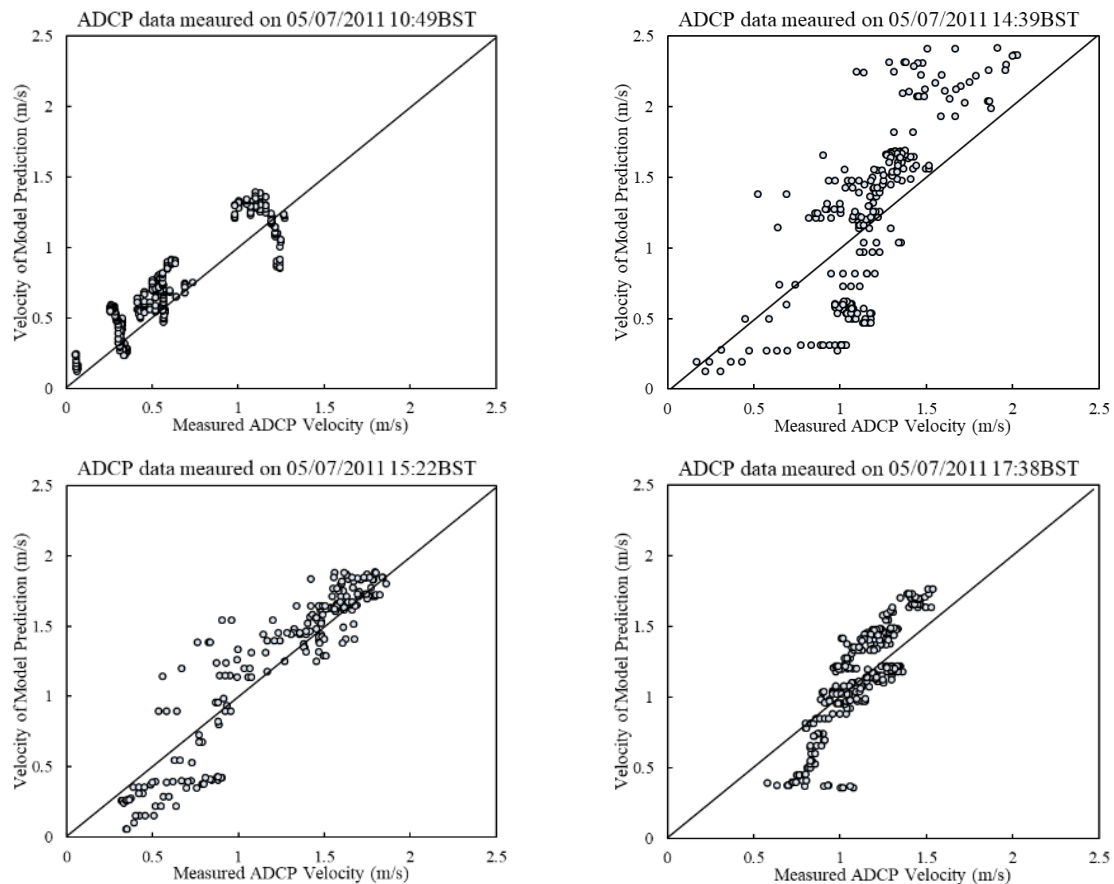 ADCP data meaured on 05/07/2011 10:49BST
Velocity of Model Prediction (m/s)
2.5
2
1.5
1
0.5
0
0 0.5 1 1.5 2 2.5
Measured ADCP Velocity (m/s)
ADCP data meaured on 05/07/2011 14:39BST
Velocity of Model Prediction (m/s)
2.5
2
1.5
1
0.5
0
0 0.5 1 1.5 2 2.5
Measured ADCP Velocity (m/s)
ADCP data meaured on 05/07/2011 15:22BST
Velocity of Model Prediction (m/s)
2.5
2
1.5
1
0.5
0
0 0.5 1 1.5 2 2.5
Measured ADCP Velocity (m/s)
ADCP data meaured on 05/07/2011 17:38BST
Velocity of Model Prediction (m/s)
2.5
2
1.5
1
0.5
0
0 0.5 1 1.5 2 2.5
Measured ADCP Velocity (m/s)